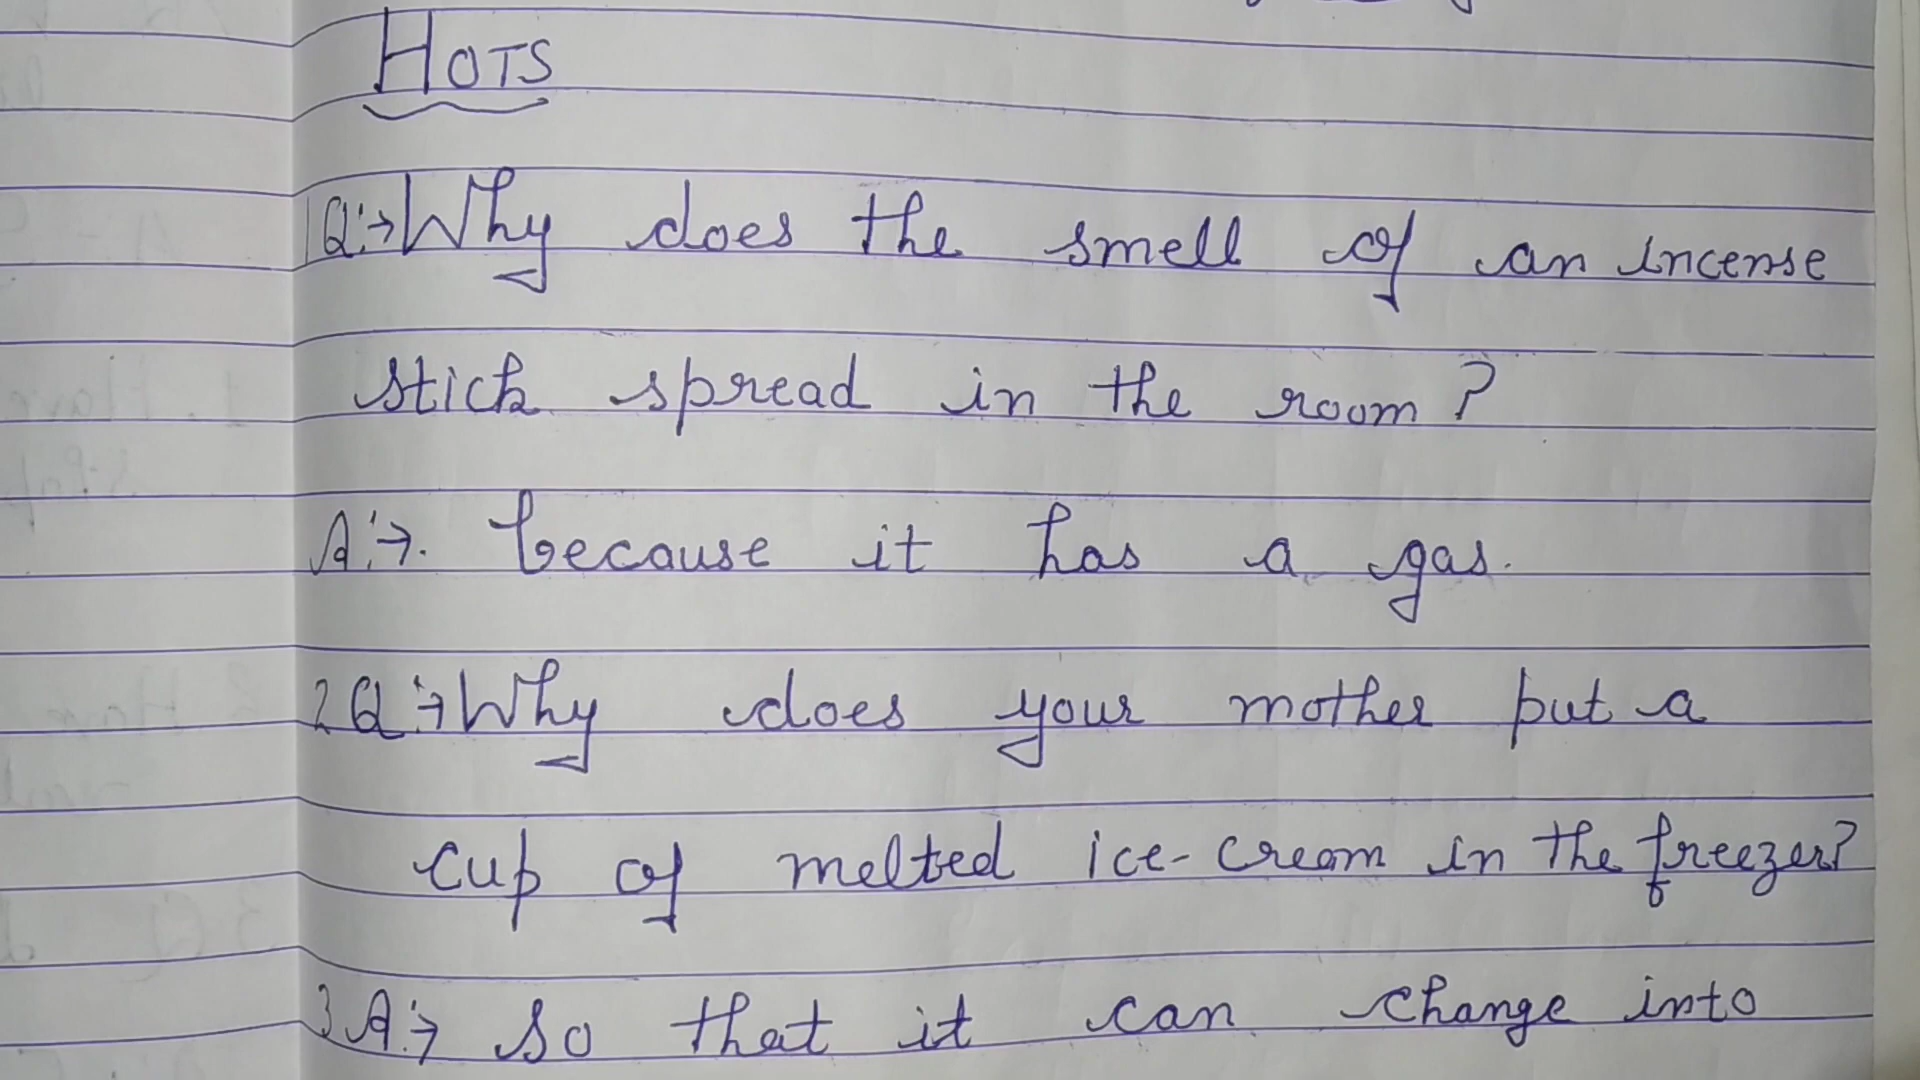 HOTS
1Q:→Why does the smell of an incense
stick spread in the room?
A:→. because it has a gas.
2Q:→Why does your mother put a
cup of melted ice-cream in the freezer?
3A:→ so that it can change into